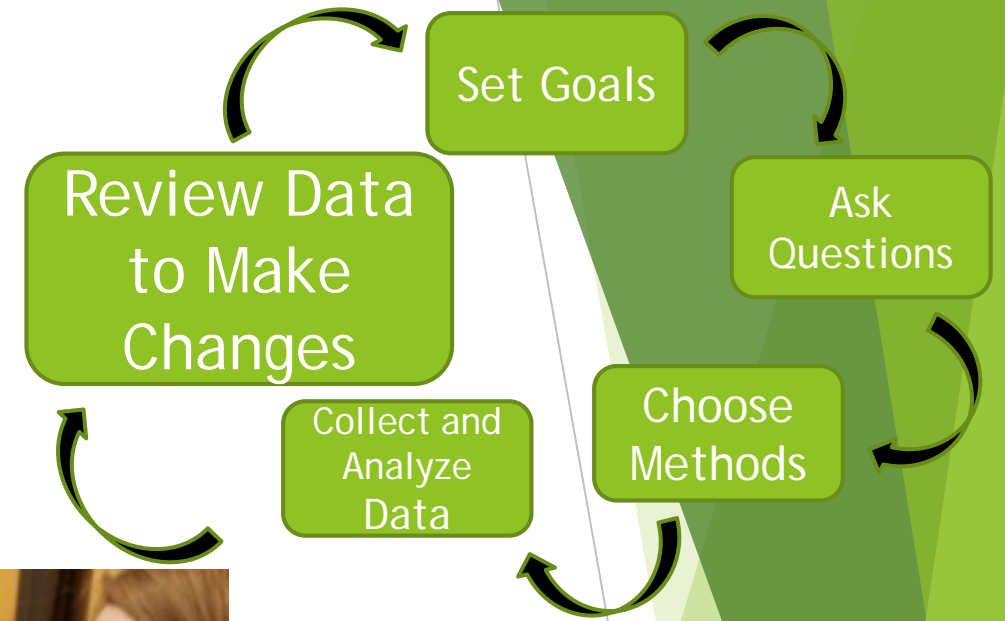 Set Goals
Ask
Questions
Choose
Methods
Collect and
Analyze
Data
Review Data
to Make
Changes